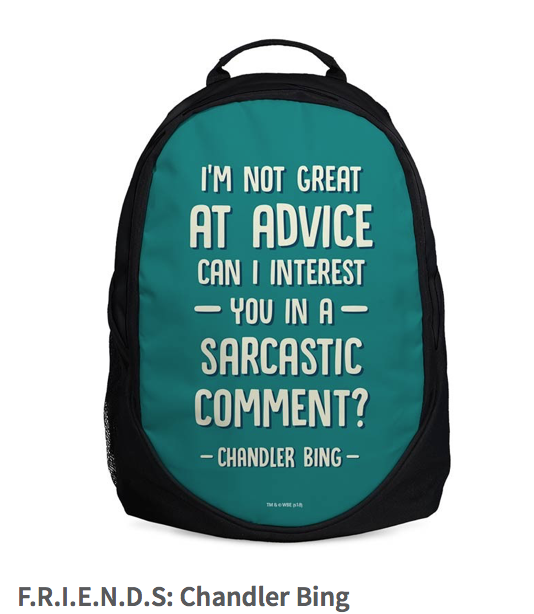 I'M NOT GREAT
AT ADVICE
CAN I INTEREST
– YOU IN A –
SARCASTIC
COMMENT?
– CHANDLER BING –
F.R.I.E.N.D.S: Chandler Bing